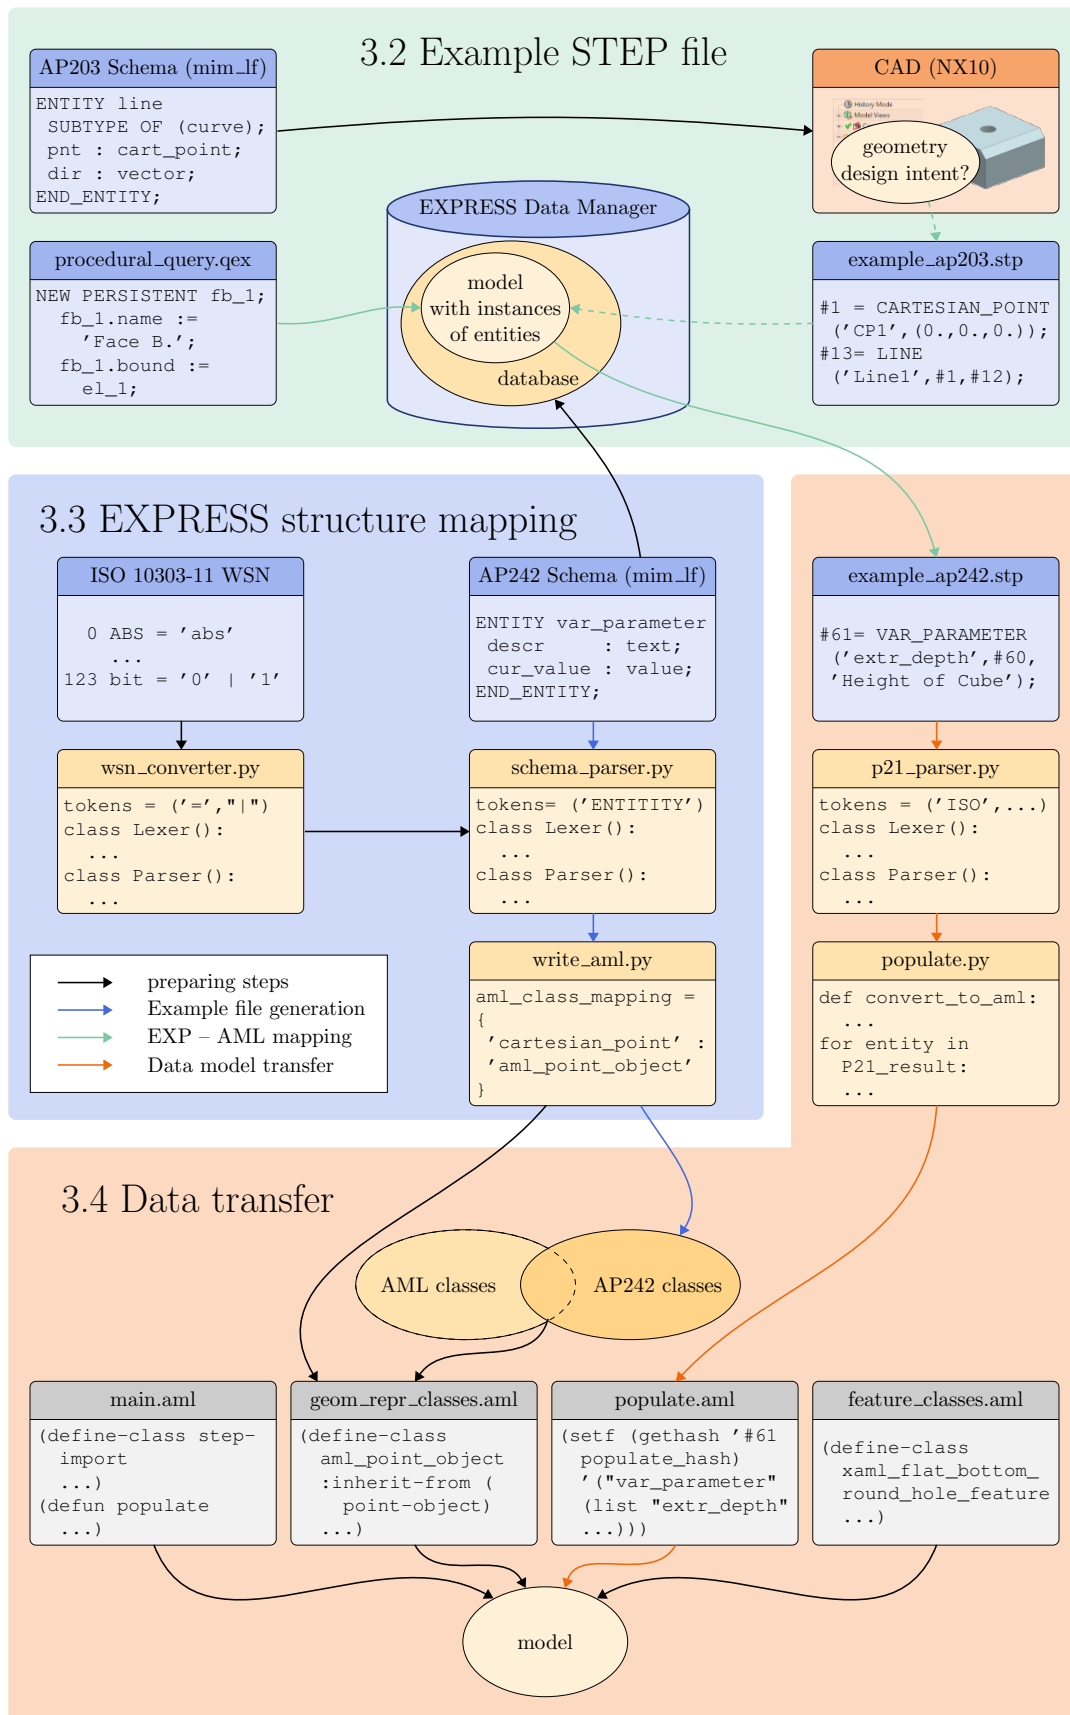 3.2 Example STEP file
AP203 Schema (mim_lf)
ENTITY line
SUBTYPE OF (curve);
pnt : cart_point;
dir : vector;
END_ENTITY;
CAD (NX10)
History Mode
Model Views
geometry
design intent?
EXPRESS Data Manager
model
with instances
of entities
database
procedural_query.qex
NEW PERSISTENT fb_1;
fb_1.name :=
'Face B.';
fb_1.bound :=
el_1;
example_ap203.stp
#1 = CARTESIAN_POINT
('CP1',(0.,0.,0.));
#13= LINE
('Line1',#1,#12);
3.3 EXPRESS structure mapping
ISO 10303-11 WSN
0 ABS = 'abs'
...
123 bit = '0' | '1'
AP242 Schema (mim_lf)
ENTITY var_parameter
descr : text;
cur_value : value;
END_ENTITY;
example_ap242.stp
#61= VAR_PARAMETER
('extr_depth',#60,
'Height of Cube');
wsn_converter.py
tokens = ('=',"|")
class Lexer():
...
class Parser():
...
schema_parser.py
tokens= ('ENTITITY')
class Lexer():
...
class Parser():
...
p21_parser.py
tokens = ('ISO',...)
class Lexer():
...
class Parser():
...
preparing steps
Example file generation
EXP – AML mapping
Data model transfer
write_aml.py
aml_class_mapping =
{
'cartesian_point' :
'aml_point_object'
}
populate.py
def convert_to_aml:
...
for entity in
P21_result:
...
3.4 Data transfer
AML classes
AP242 classes
main.aml
(define-class step-
import
...)
(defun populate
...)
geom_repr_classes.aml
(define-class
aml_point_object
:inherit-from (
point-object)
...)
populate.aml
(setf (gethash '#61
populate_hash)
'("var_parameter"
(list "extr_depth"
...)))
feature_classes.aml
(define-class
xaml_flat_bottom_
round_hole_feature
...)
model